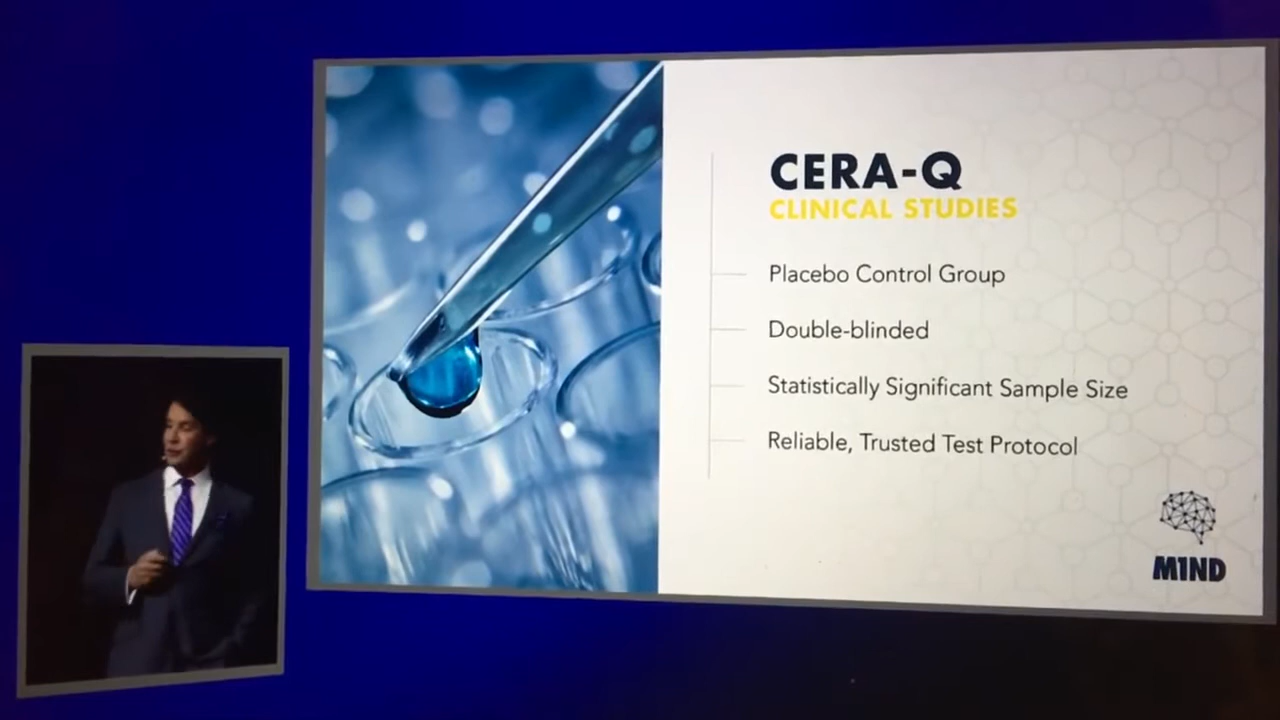 CERA-Q
CLINICAL STUDIES
Placebo Control Group
Double-blinded
Statistically Significant Sample Size
Reliable, Trusted Test Protocol
M1ND